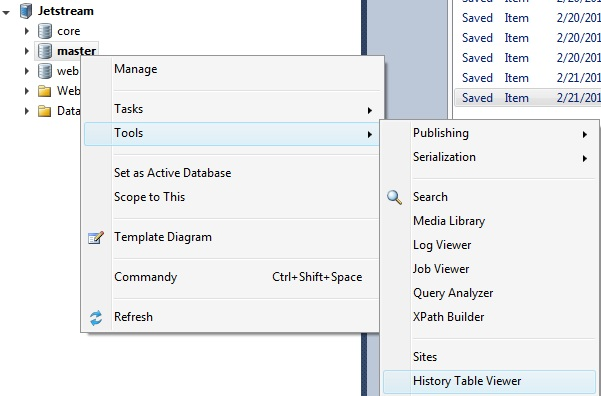 Jetstream
core
master
web
Web
Data
Manage
Tasks
Tools
Set as Active Database
Scope to This
Template Diagram
Commandy Ctrl+Shift+Space
Refresh
Saved Item 2/20/201
Saved Item 2/20/201
Saved Item 2/20/201
Saved Item 2/20/201
Saved Item 2/21/201
Saved Item 2/21/201
Publishing
Serialization
Search
Media Library
Log Viewer
Job Viewer
Query Analyzer
XPath Builder
Sites
History Table Viewer